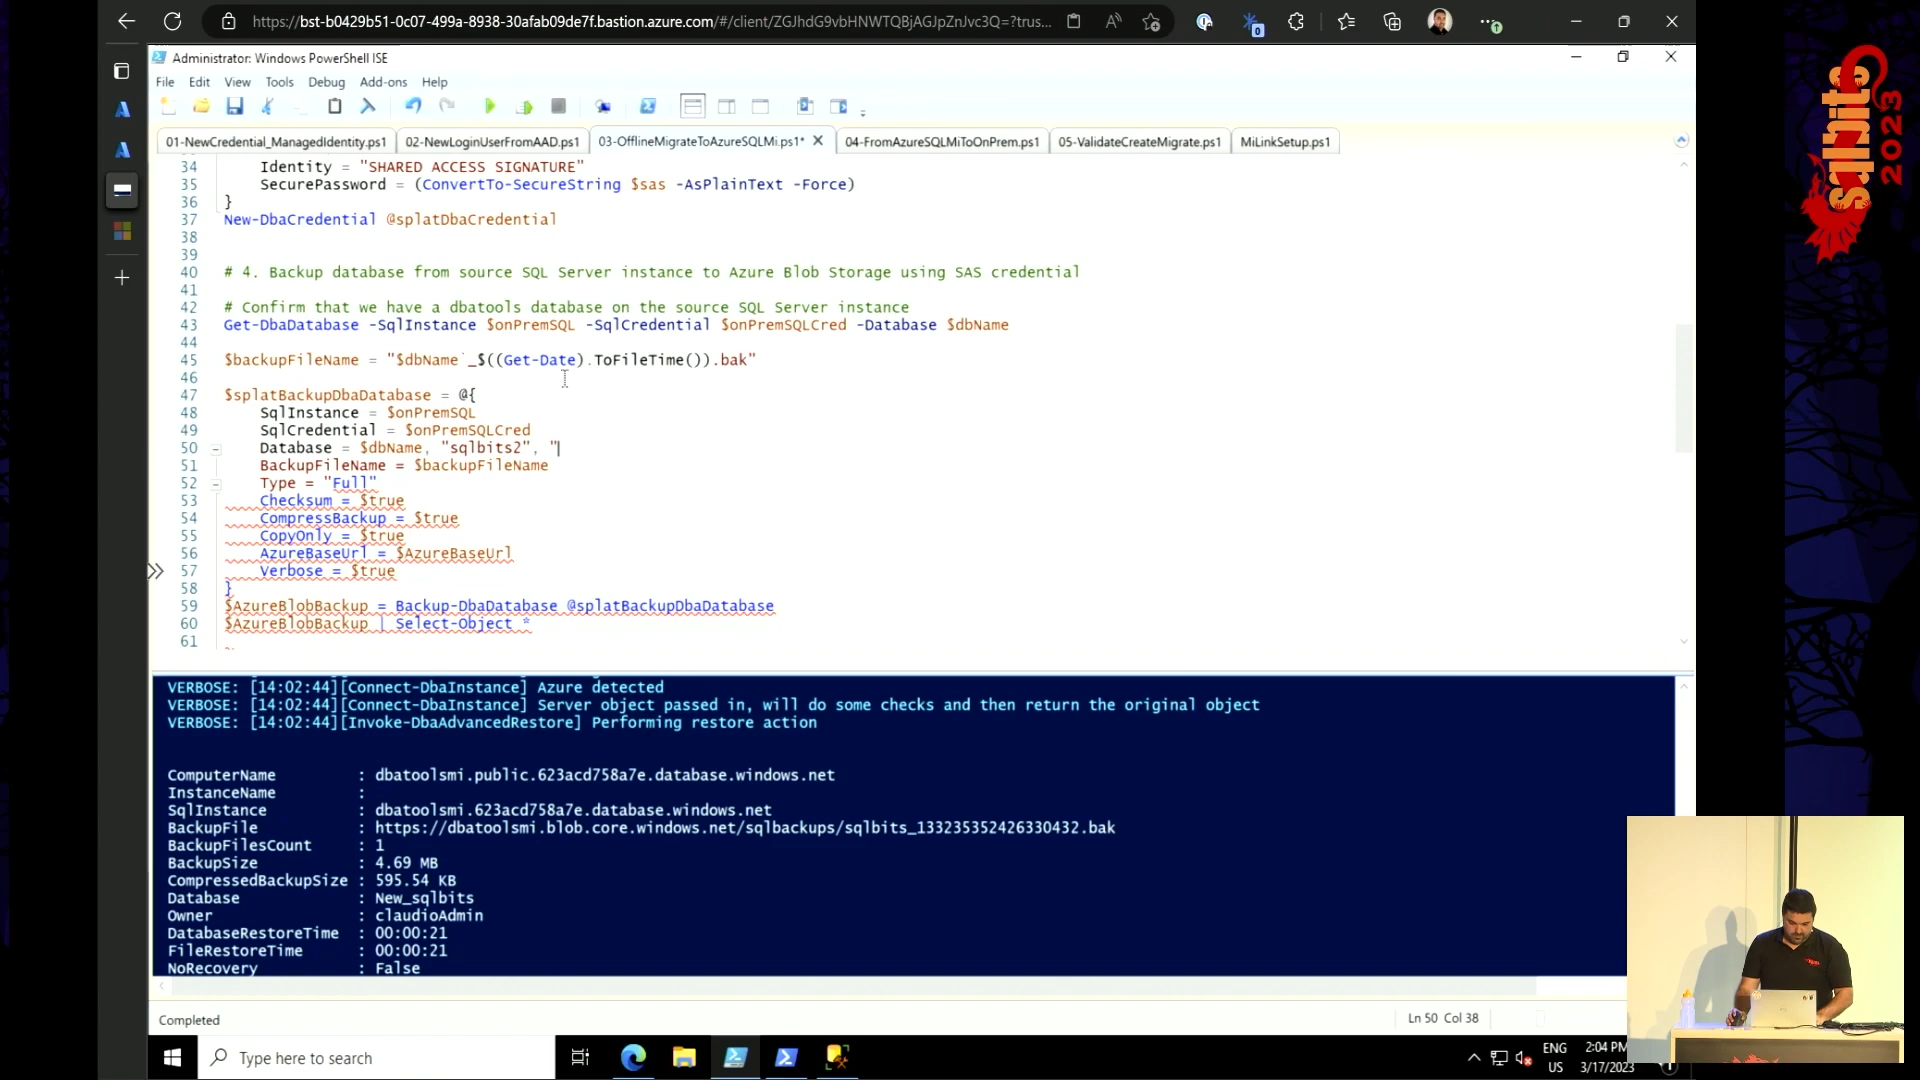 https://bst-b0429b51-0c07-499a-8938-30afab09de7f.bastion.azure.com/#/client/ZGJhdG9vbHNWTQBjAGJpZnJvc3Q=?trus...
Administrator: Windows PowerShell ISE
File Edit View Tools Debug Add-ons Help
01-NewCredential_ManagedIdentity.ps1 02-NewLoginUserFromAAD.ps1 03-OfflineMigrateToAzureSQLMi.ps1* 04-FromAzureSQLMiToOnPrem.ps1 05-ValidateCreateMigrate.ps1 MiLinkSetup.ps1
34 Identity = "SHARED ACCESS SIGNATURE"
35 SecurePassword = (ConvertTo-SecureString $sas -AsPlainText -Force)
36 }
37 New-DbaCredential @splatDbaCredential
38
39
40 # 4. Backup database from source SQL Server instance to Azure Blob Storage using SAS credential
41
42 # Confirm that we have a dbatools database on the source SQL Server instance
43 Get-DbaDatabase -SqlInstance $onPremSQL -SqlCredential $onPremSQLCred -Database $dbName
44
45 $backupFileName = "$dbName`_$((Get-Date).ToFileTime()).bak"
46
47 $splatBackupDbaDatabase = @{
48 SqlInstance = $onPremSQL
49 SqlCredential = $onPremSQLCred
50 Database = $dbName, "sqlbits2", "
51 BackupFileName = $backupFileName
52 Type = "Full"
53 Checksum = $true
54 CompressBackup = $true
55 CopyOnly = $true
56 AzureBaseUrl = $AzureBaseUrl
57 Verbose = $true
58 }
59 $AzureBlobBackup = Backup-DbaDatabase @splatBackupDbaDatabase
60 $AzureBlobBackup | Select-Object *
61
VERBOSE: [14:02:44][Connect-DbaInstance] Azure detected
VERBOSE: [14:02:44][Connect-DbaInstance] Server object passed in, will do some checks and then return the original object
VERBOSE: [14:02:44][Invoke-DbaAdvancedRestore] Performing restore action
ComputerName : dbatoolsmi.public.623acd758a7e.database.windows.net
InstanceName :
SqlInstance : dbatoolsmi.623acd758a7e.database.windows.net
BackupFile : https://dbatoolsmi.blob.core.windows.net/sqlbackups/sqlbits_133235352426330432.bak
BackupFilesCount : 1
BackupSize : 4.69 MB
CompressedBackupSize : 595.54 KB
Database : New_sqlbits
Owner : claudioAdmin
DatabaseRestoreTime : 00:00:21
FileRestoreTime : 00:00:21
NoRecovery : False
Completed
Ln 50 Col 38
Type here to search
ENG
US
2:04 PM
3/17/2023
sqlbits
2023